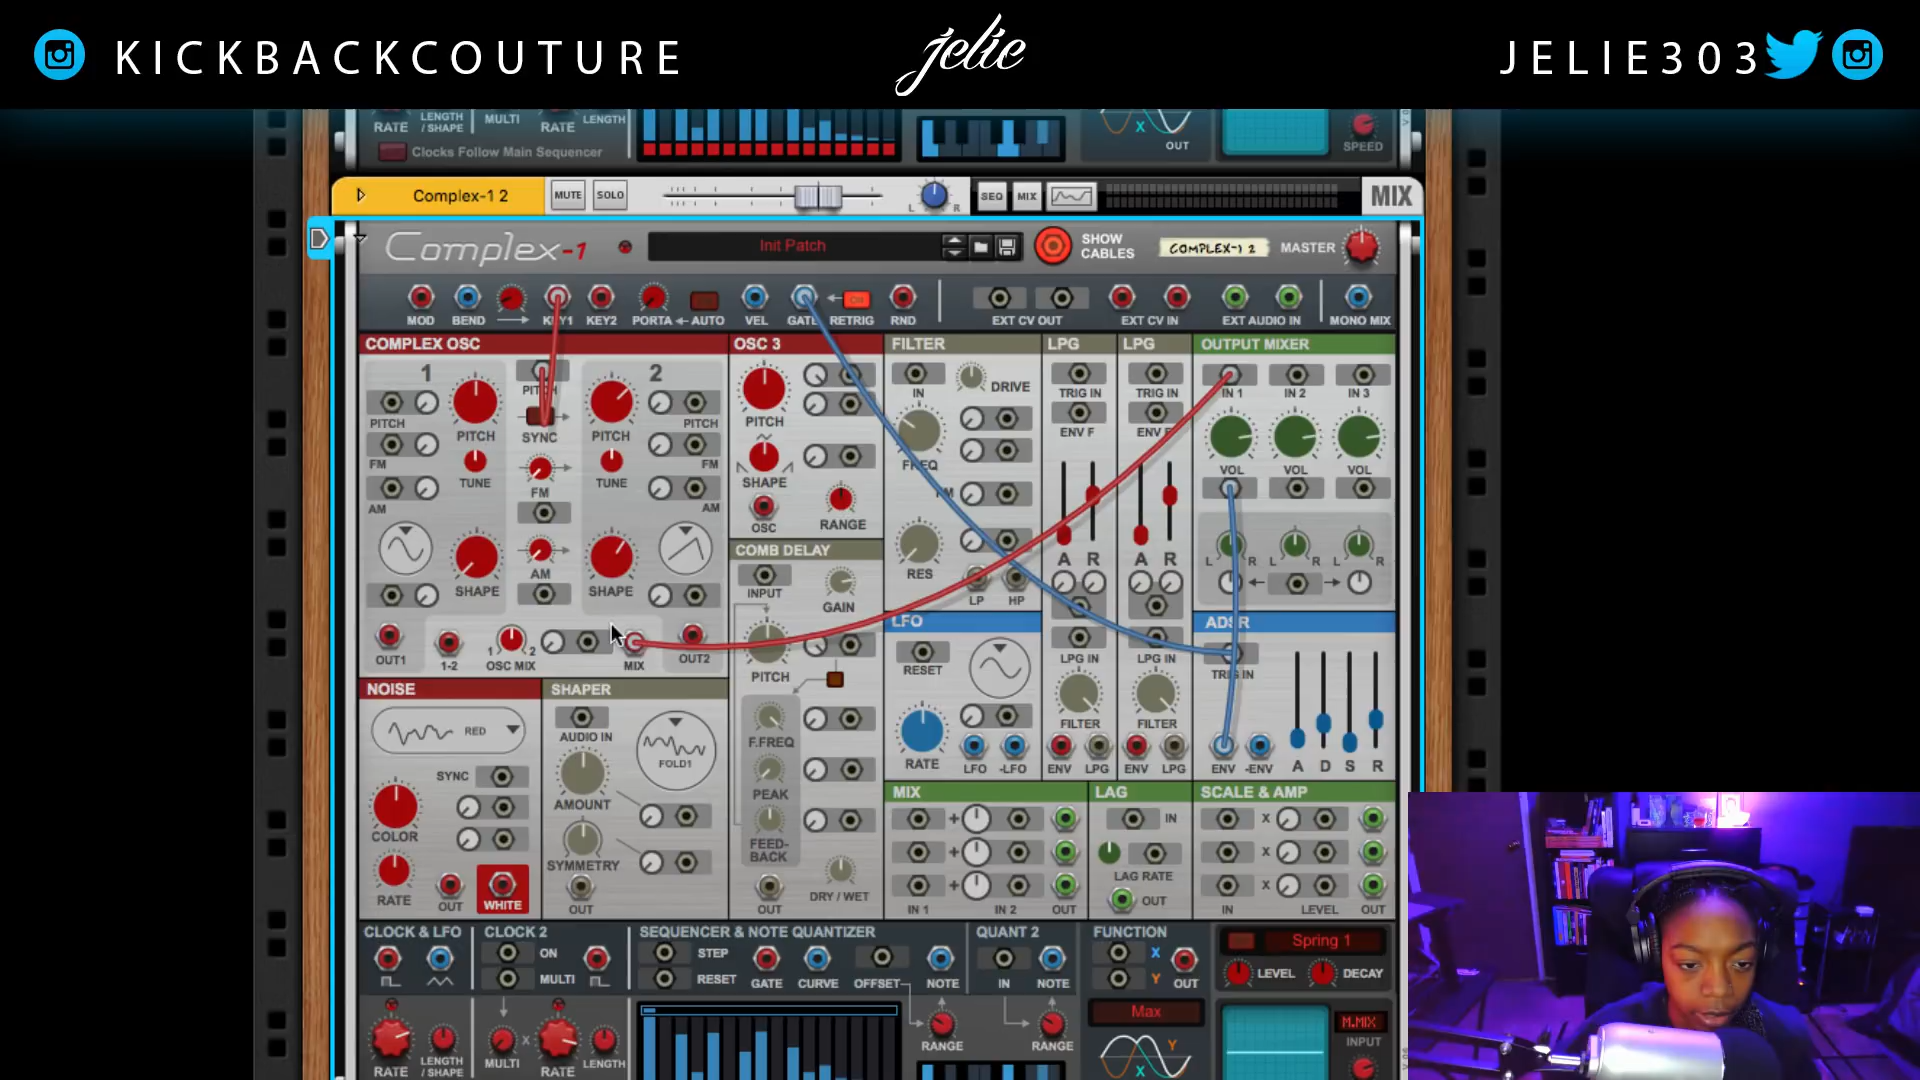 KICKBACKCOUTURE
jelie
JELIE303
RATE
LENGTH / SHAPE
MULTI
RATE
LENGTH
Clocks Follow Main Sequencer
X
OUT
SPEED
Complex-1 2
MUTE
SOLO
L
R
SEQ
MIX
MIX
Complex-1
Init Patch
SHOW CABLES
COMPLEX-1 2
MASTER
MOD
BEND
KEY1
KEY2
PORTA
AUTO
VEL
GATE
RETRIG
RND
EXT CV OUT
EXT CV IN
EXT AUDIO IN
MONO MIX
COMPLEX OSC
OSC 3
FILTER
LPG
LPG
OUTPUT MIXER
1
2
PITCH
PITCH
PITCH
SYNC
PITCH
PITCH
FM
TUNE
FM
TUNE
FM
AM
AM
AM
SHAPE
SHAPE
OUT1
1-2
1
2
OSC MIX
MIX
OUT2
PITCH
SHAPE
OSC
RANGE
IN
DRIVE
FREQ
RES
LP
HP
TRIG IN
TRIG IN
A
R
A
R
LPG IN
LPG IN
FILTER
FILTER
ENV
LPG
ENV
LPG
IN 1
IN 2
IN 3
VOL
VOL
VOL
L
R
L
R
L
R
COMB DELAY
INPUT
GAIN
PITCH
F.FREQ
PEAK
FEED-
BACK
DRY / WET
OUT
LFO
RESET
RATE
LFO
-LFO
ADSR
ENV
-ENV
A
D
S
R
NOISE
RED
SYNC
COLOR
RATE
OUT
WHITE
SHAPER
AUDIO IN
FOLD1
AMOUNT
SYMMETRY
OUT
MIX
LAG
SCALE & AMP
+
+
+
IN 1
IN 2
OUT
IN
LAG RATE
OUT
X
X
X
IN
LEVEL
OUT
CLOCK & LFO
CLOCK 2
SEQUENCER & NOTE QUANTIZER
QUANT 2
FUNCTION
Spring 1
ON
MULTI
STEP
RESET
GATE
CURVE
OFFSET
NOTE
IN
NOTE
X
Y
OUT
LEVEL
DECAY
RATE
LENGTH / SHAPE
MULTI
X
RATE
LENGTH
RANGE
RANGE
Max
Y
X
M.MIX
INPUT